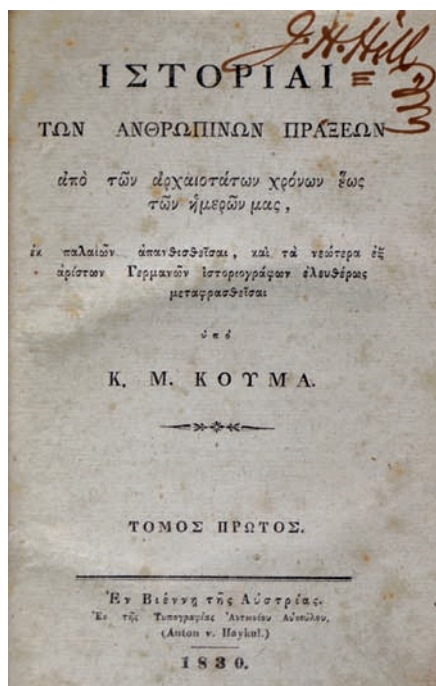 J. H. Hill
ΙΣΤΟΡΙΑΙ
ΤΩΝ ΑΝΘΡΩΠΙΝΩΝ ΠΡΑΞΕΩΝ
ἀπὸ τῶν ἀρχαιοτάτων χρόνων ἕως
τῶν ἡμερῶν μας,
ἐκ παλαιῶν ἀπανθισθεῖσαι, καὶ τὰ νεώτερα ἐξ
ἀρίστων Γερμανῶν ἱστοριογράφων ἐλευθέρως
μεταφρασθεῖσαι
ὑπὸ
Κ. Μ. ΚΟΥΜΑ.
ΤΟΜΟΣ ΠΡΩΤΟΣ.
Ἐν Βιέννῃ τῆς Αὐστρίας.
Ἐκ τῆς Τυπογραφίας Ἀντωνίου Αὐκούλου.
(Anton v. Haykul.)
1830.